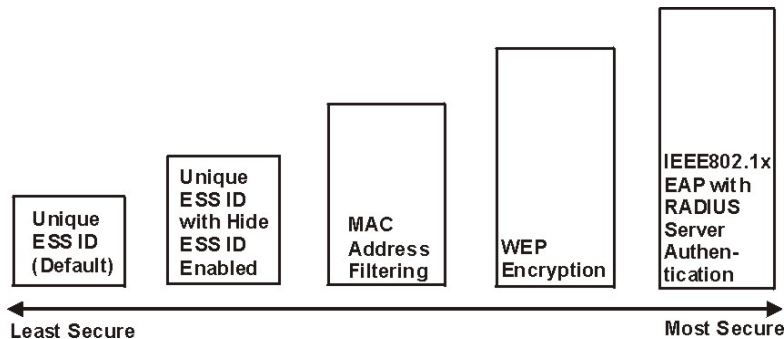 Unique
ESS ID
(Default)
Unique
ESS ID
with Hide
ESS ID
Enabled
MAC
Address
Filtering
WEP
Encryption
IEEE802.1x
EAP with
RADIUS
Server
Authen-
tication
Least Secure
Most Secure